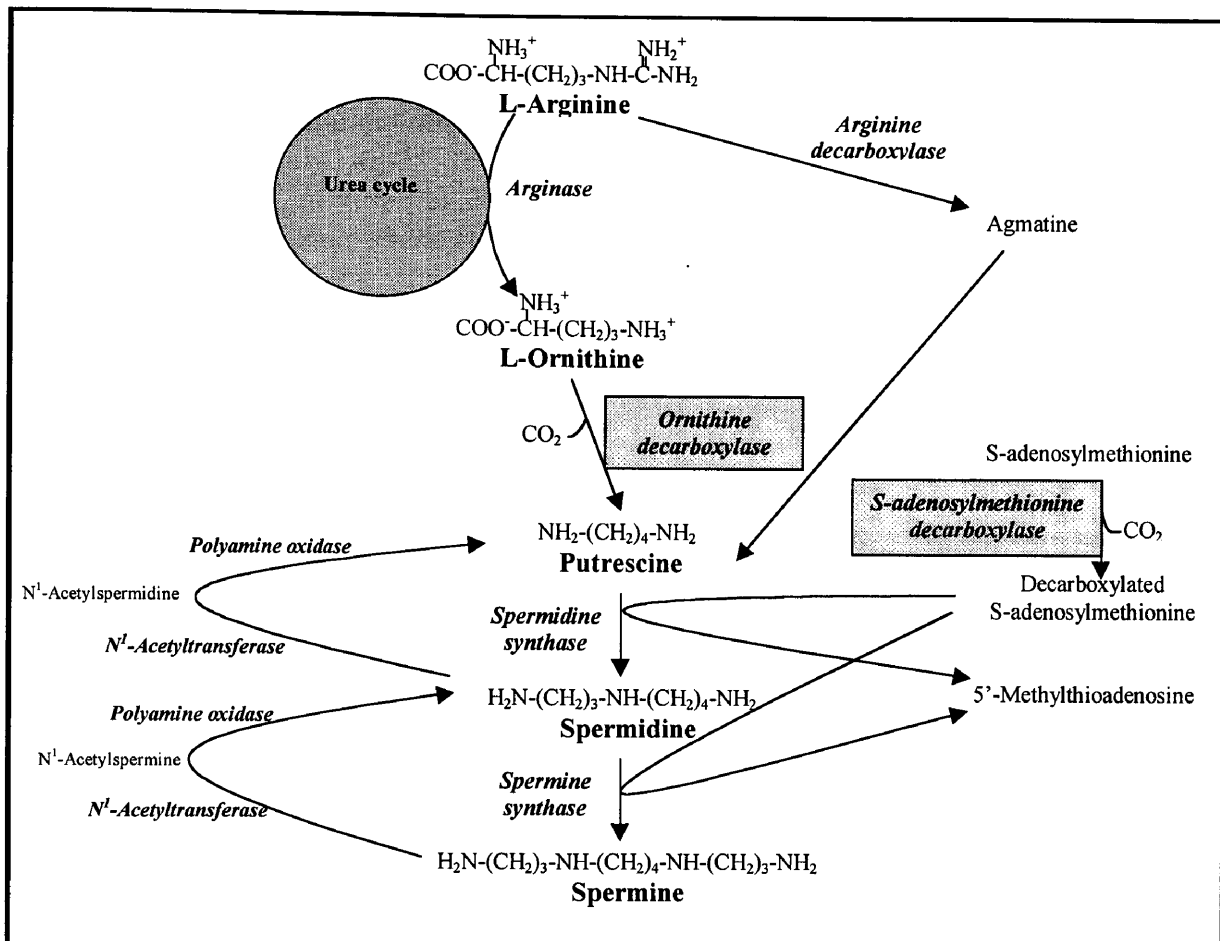 NH₃⁺ NH₂⁺
COO⁻-CH-(CH₂)₃-NH-C-NH₂
L-Arginine
Arginine
decarboxylase
Urea cycle
Arginase
Agmatine
NH₃⁺
COO⁻-CH-(CH₂)₃-NH₃⁺
L-Ornithine
CO₂
Ornithine
decarboxylase
S-adenosylmethionine
S-adenosylmethionine
decarboxylase
CO₂
NH₂-(CH₂)₄-NH₂
Putrescine
Polyamine oxidase
N¹-Acetylspermidine
N¹-Acetyltransferase
Decarboxylated
S-adenosylmethionine
Spermidine
synthase
H₂N-(CH₂)₃-NH-(CH₂)₄-NH₂
Spermidine
5'-Methylthioadenosine
Polyamine oxidase
N¹-Acetylspermine
N¹-Acetyltransferase
Spermine
synthase
H₂N-(CH₂)₃-NH-(CH₂)₄-NH-(CH₂)₃-NH₂
Spermine